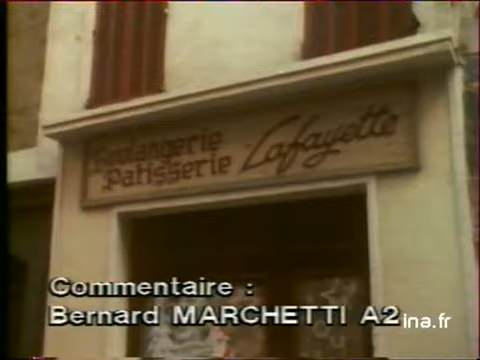 Boulangerie
Patisserie Lafayette
Commentaire :
Bernard MARCHETTI A2
ina.fr